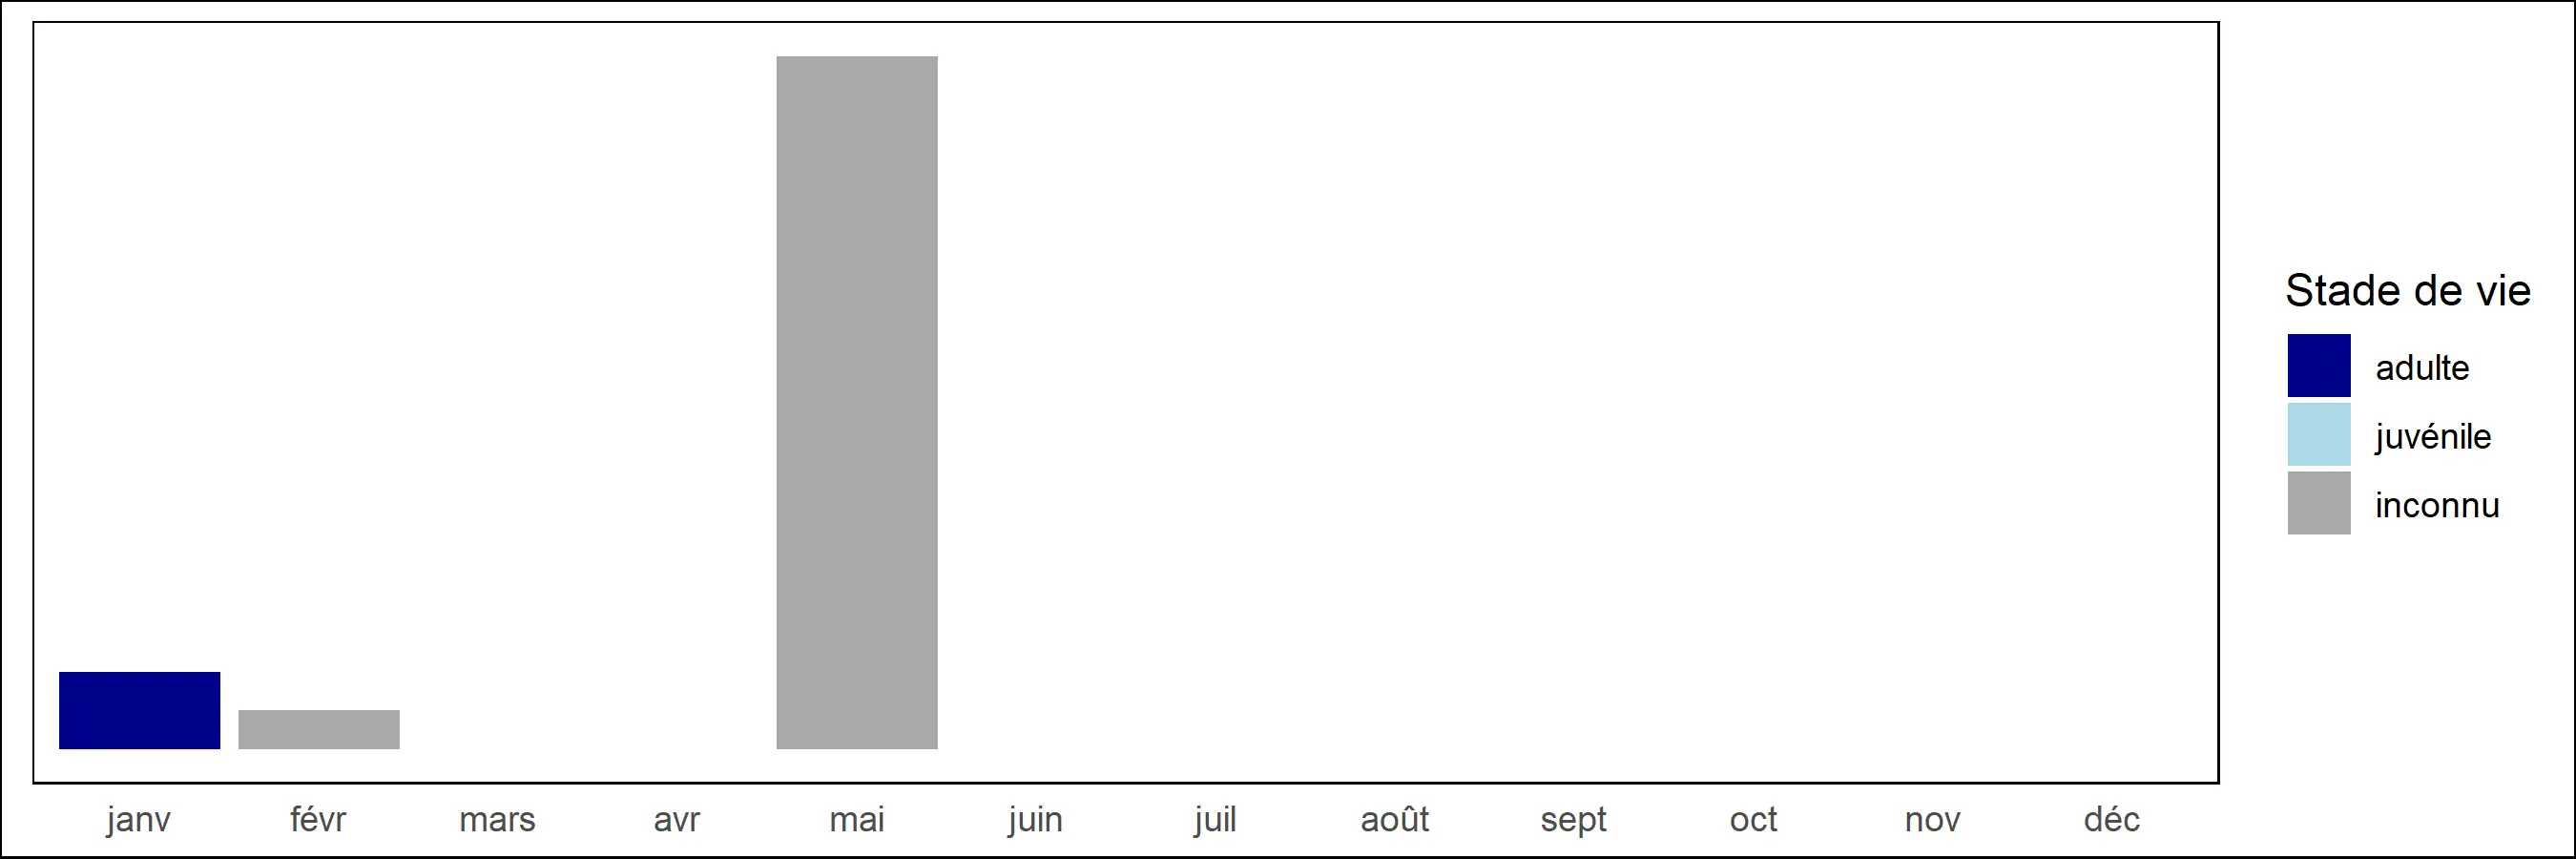 Stade de vie
adulte
juvénile
inconnu
janv févr mars avr mai juin juil août sept oct nov déc